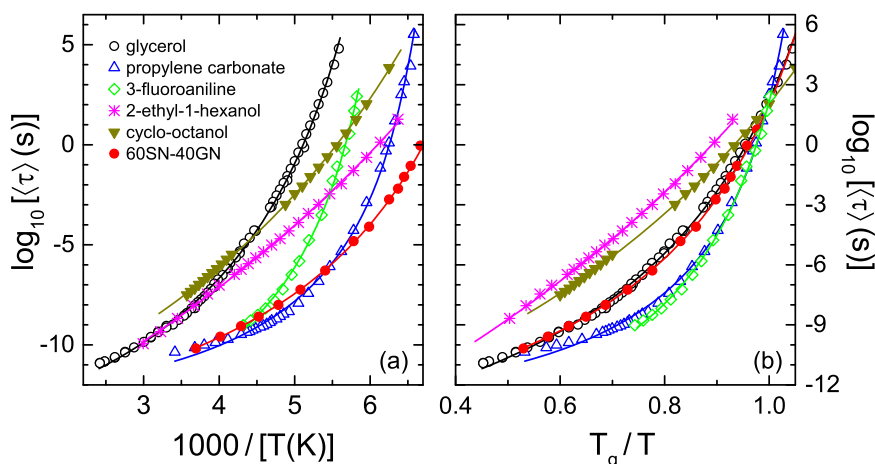 5
0
-5
-10
log10 [⟨τ⟩ (s)]
glycerol
propylene carbonate
3-fluoroaniline
2-ethyl-1-hexanol
cyclo-octanol
60SN-40GN
(a)
3
4
5
6
1000 / [T(K)]
(b)
0.4
0.6
0.8
1.0
Tg / T
6
3
0
-3
-6
-9
-12
log10 [⟨τ⟩ (s)]